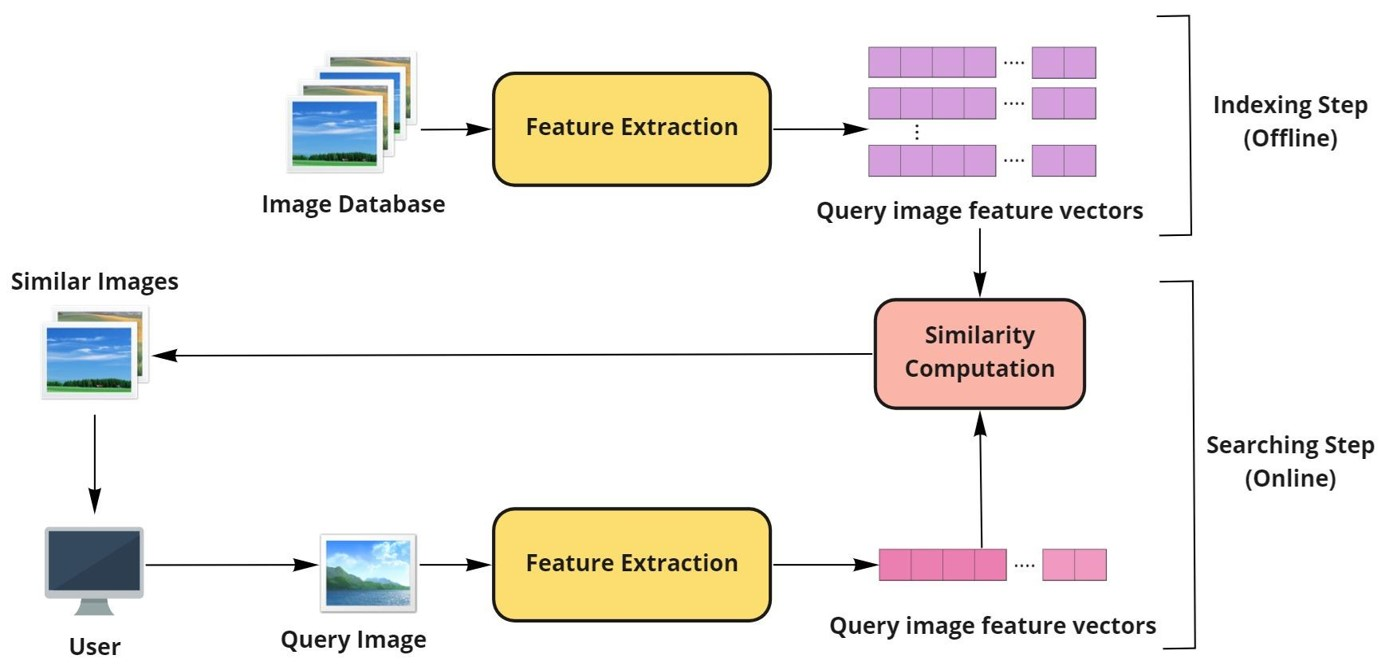 Feature Extraction
Indexing Step
(Offline)
Image Database
Query image feature vectors
Similar Images
Similarity
Computation
Searching Step
(Online)
Feature Extraction
User
Query Image
Query image feature vectors